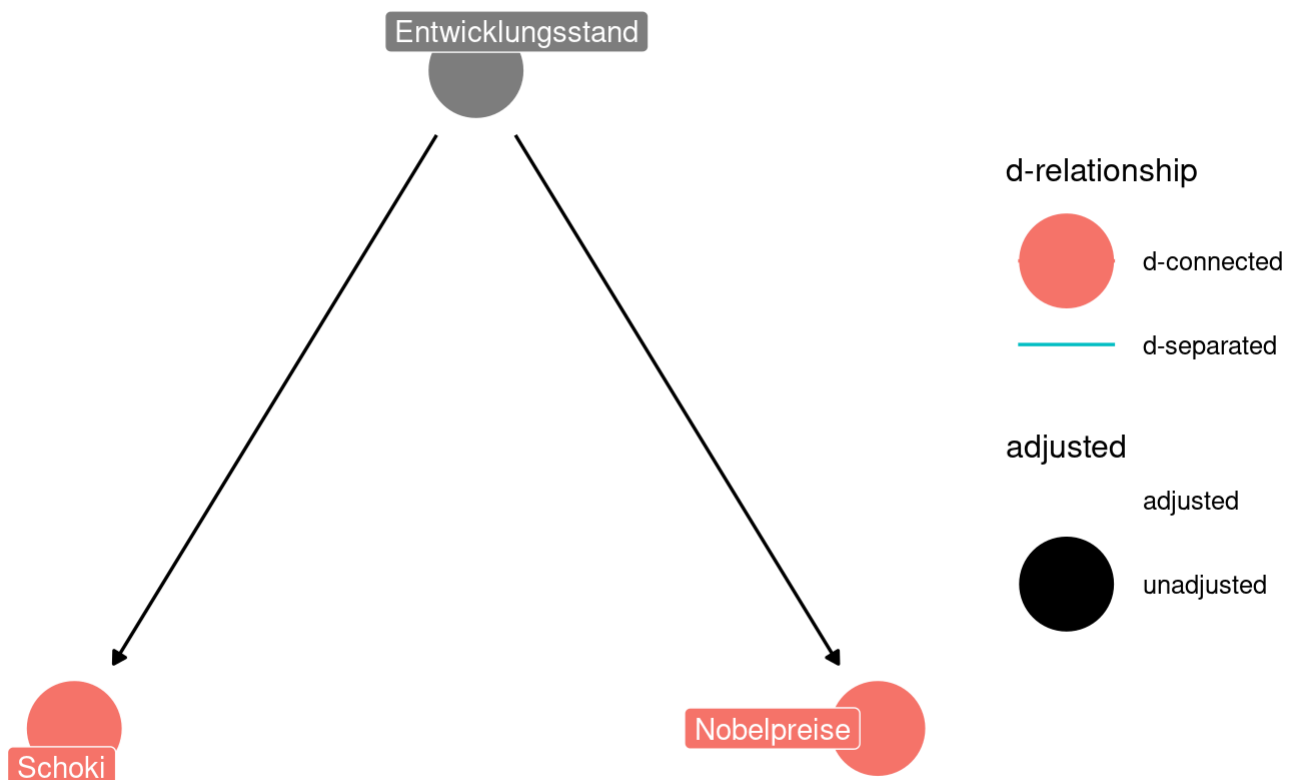 Entwicklungsstand
d-relationship
d-connected
d-separated
adjusted
adjusted
unadjusted
Nobelpreise
Schoki